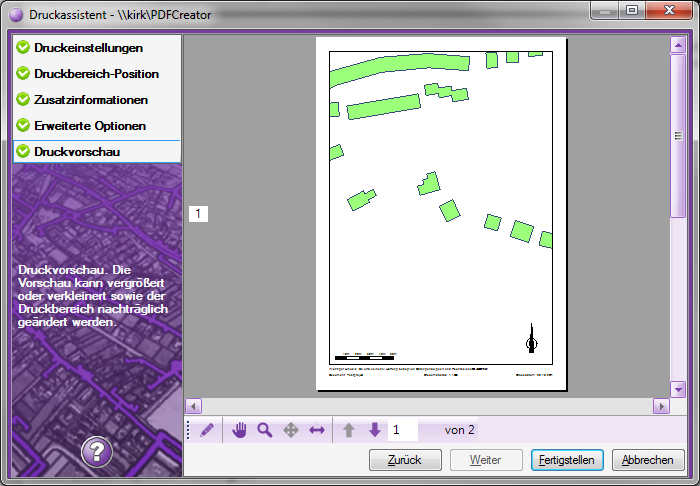 Druckassistent - \\kirk\PDFCreator
Druckeinstellungen
Druckbereich-Position
Zusatzinformationen
Erweiterte Optionen
Druckvorschau
1
Druckvorschau. Die
Vorschau kann vergrößert
oder verkleinert sowie der
Druckbereich nachträglich
geändert werden.
?
1
von 2
Zurück
Weiter
Fertigstellen
Abbrechen